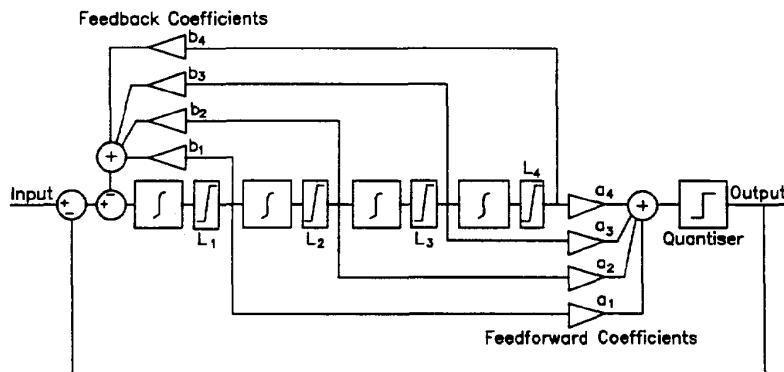 Feedback Coefficients
b4
b3
b2
b1
Input
+
−
+
−
+
∫
L1
∫
L2
∫
L3
∫
L4
a4
a3
a2
a1
+
Quantiser
Output
Feedforward Coefficients